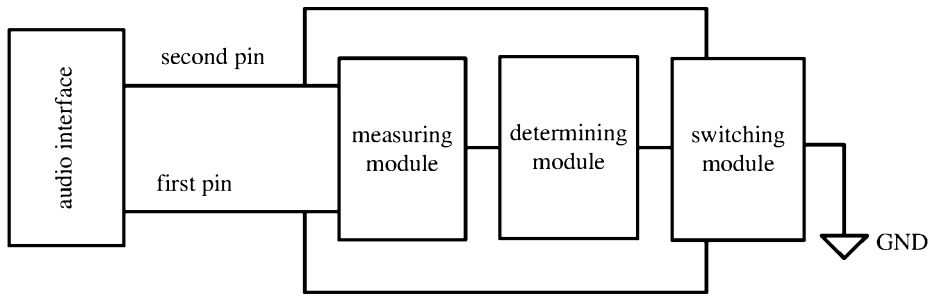 audio interface
second pin
first pin
measuring
module
determining
module
switching
module
GND